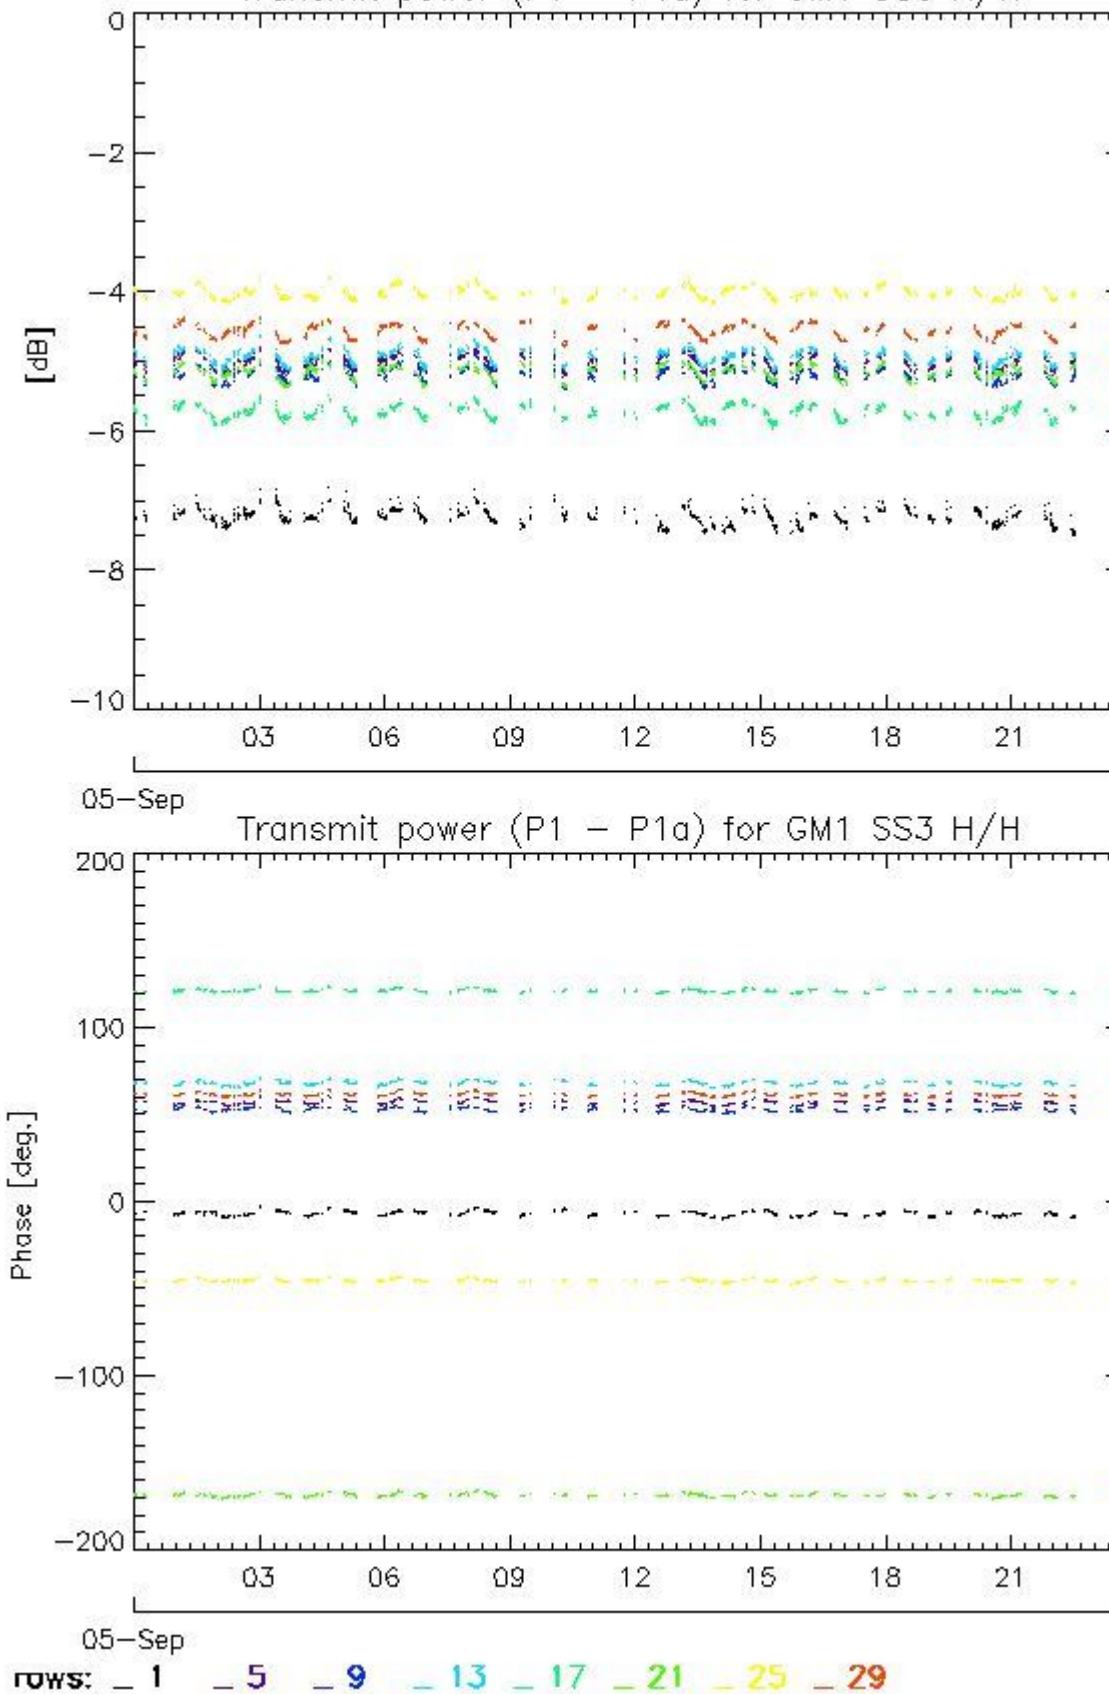 0
−2
−4
[dB]
−6
−8
−10
03 06 09 12 15 18 21
05−Sep
Transmit power (P1 − P1a) for GM1 SS3 H/H
200
100
0
Phase [deg.]
−100
−200
03 06 09 12 15 18 21
05−Sep
rows: _ 1 _ 5 _ 9 _ 13 _ 17 _ 21 _ 25 _ 29